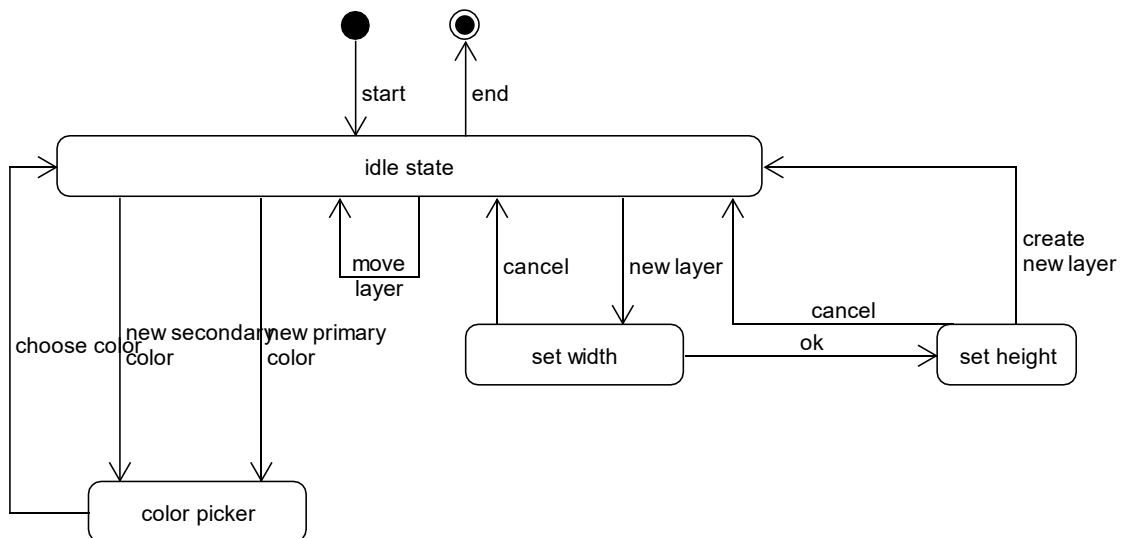 start
end
idle state
move
layer
cancel
new layer
create
new layer
cancel
new secondary
color
new primary
color
choose color
ok
set width
set height
color picker